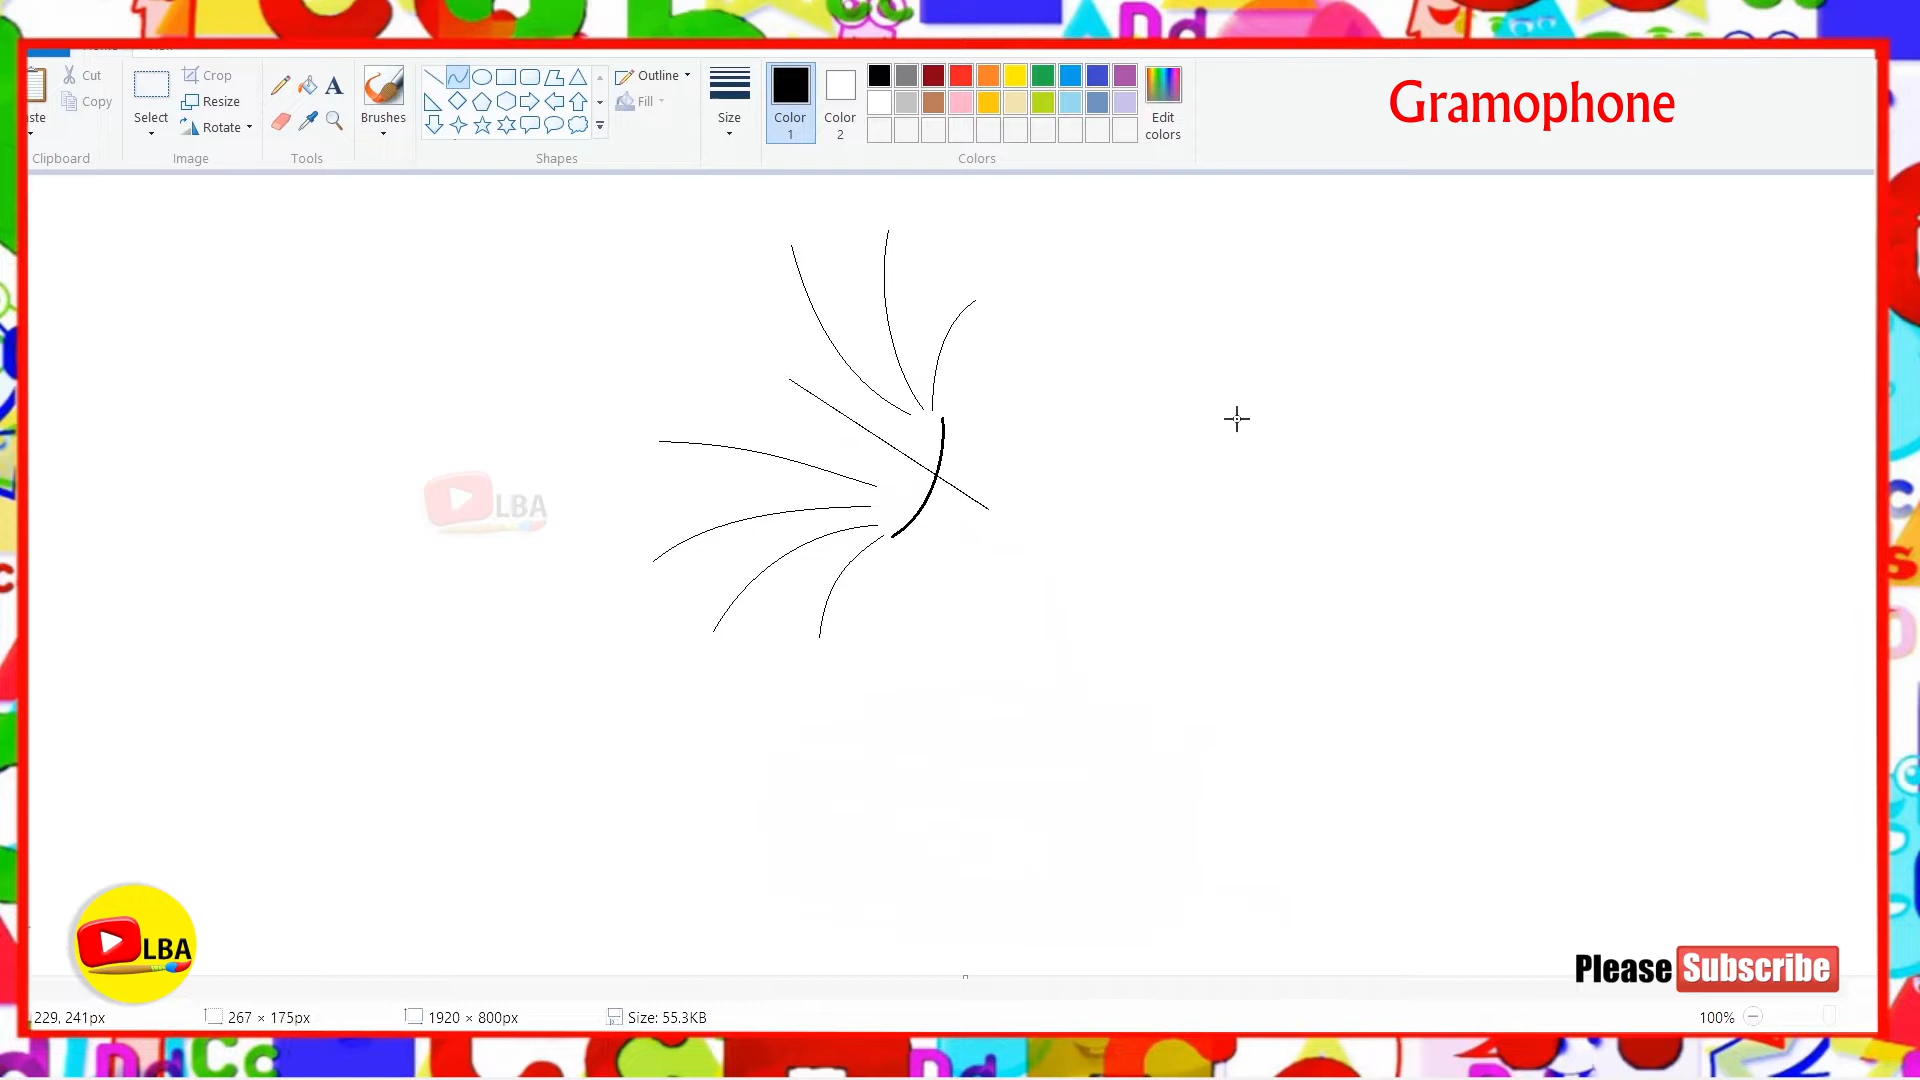 Gramophone
Cut
Copy
Clipboard
Select
Crop
Resize
Rotate
Image
Tools
Brushes
Shapes
Outline
Fill
Size
Color
1
Color
2
Edit
colors
Colors
LBA
LBA
Please Subscribe
229, 241px
267 × 175px
1920 × 800px
Size: 55.3KB
100%